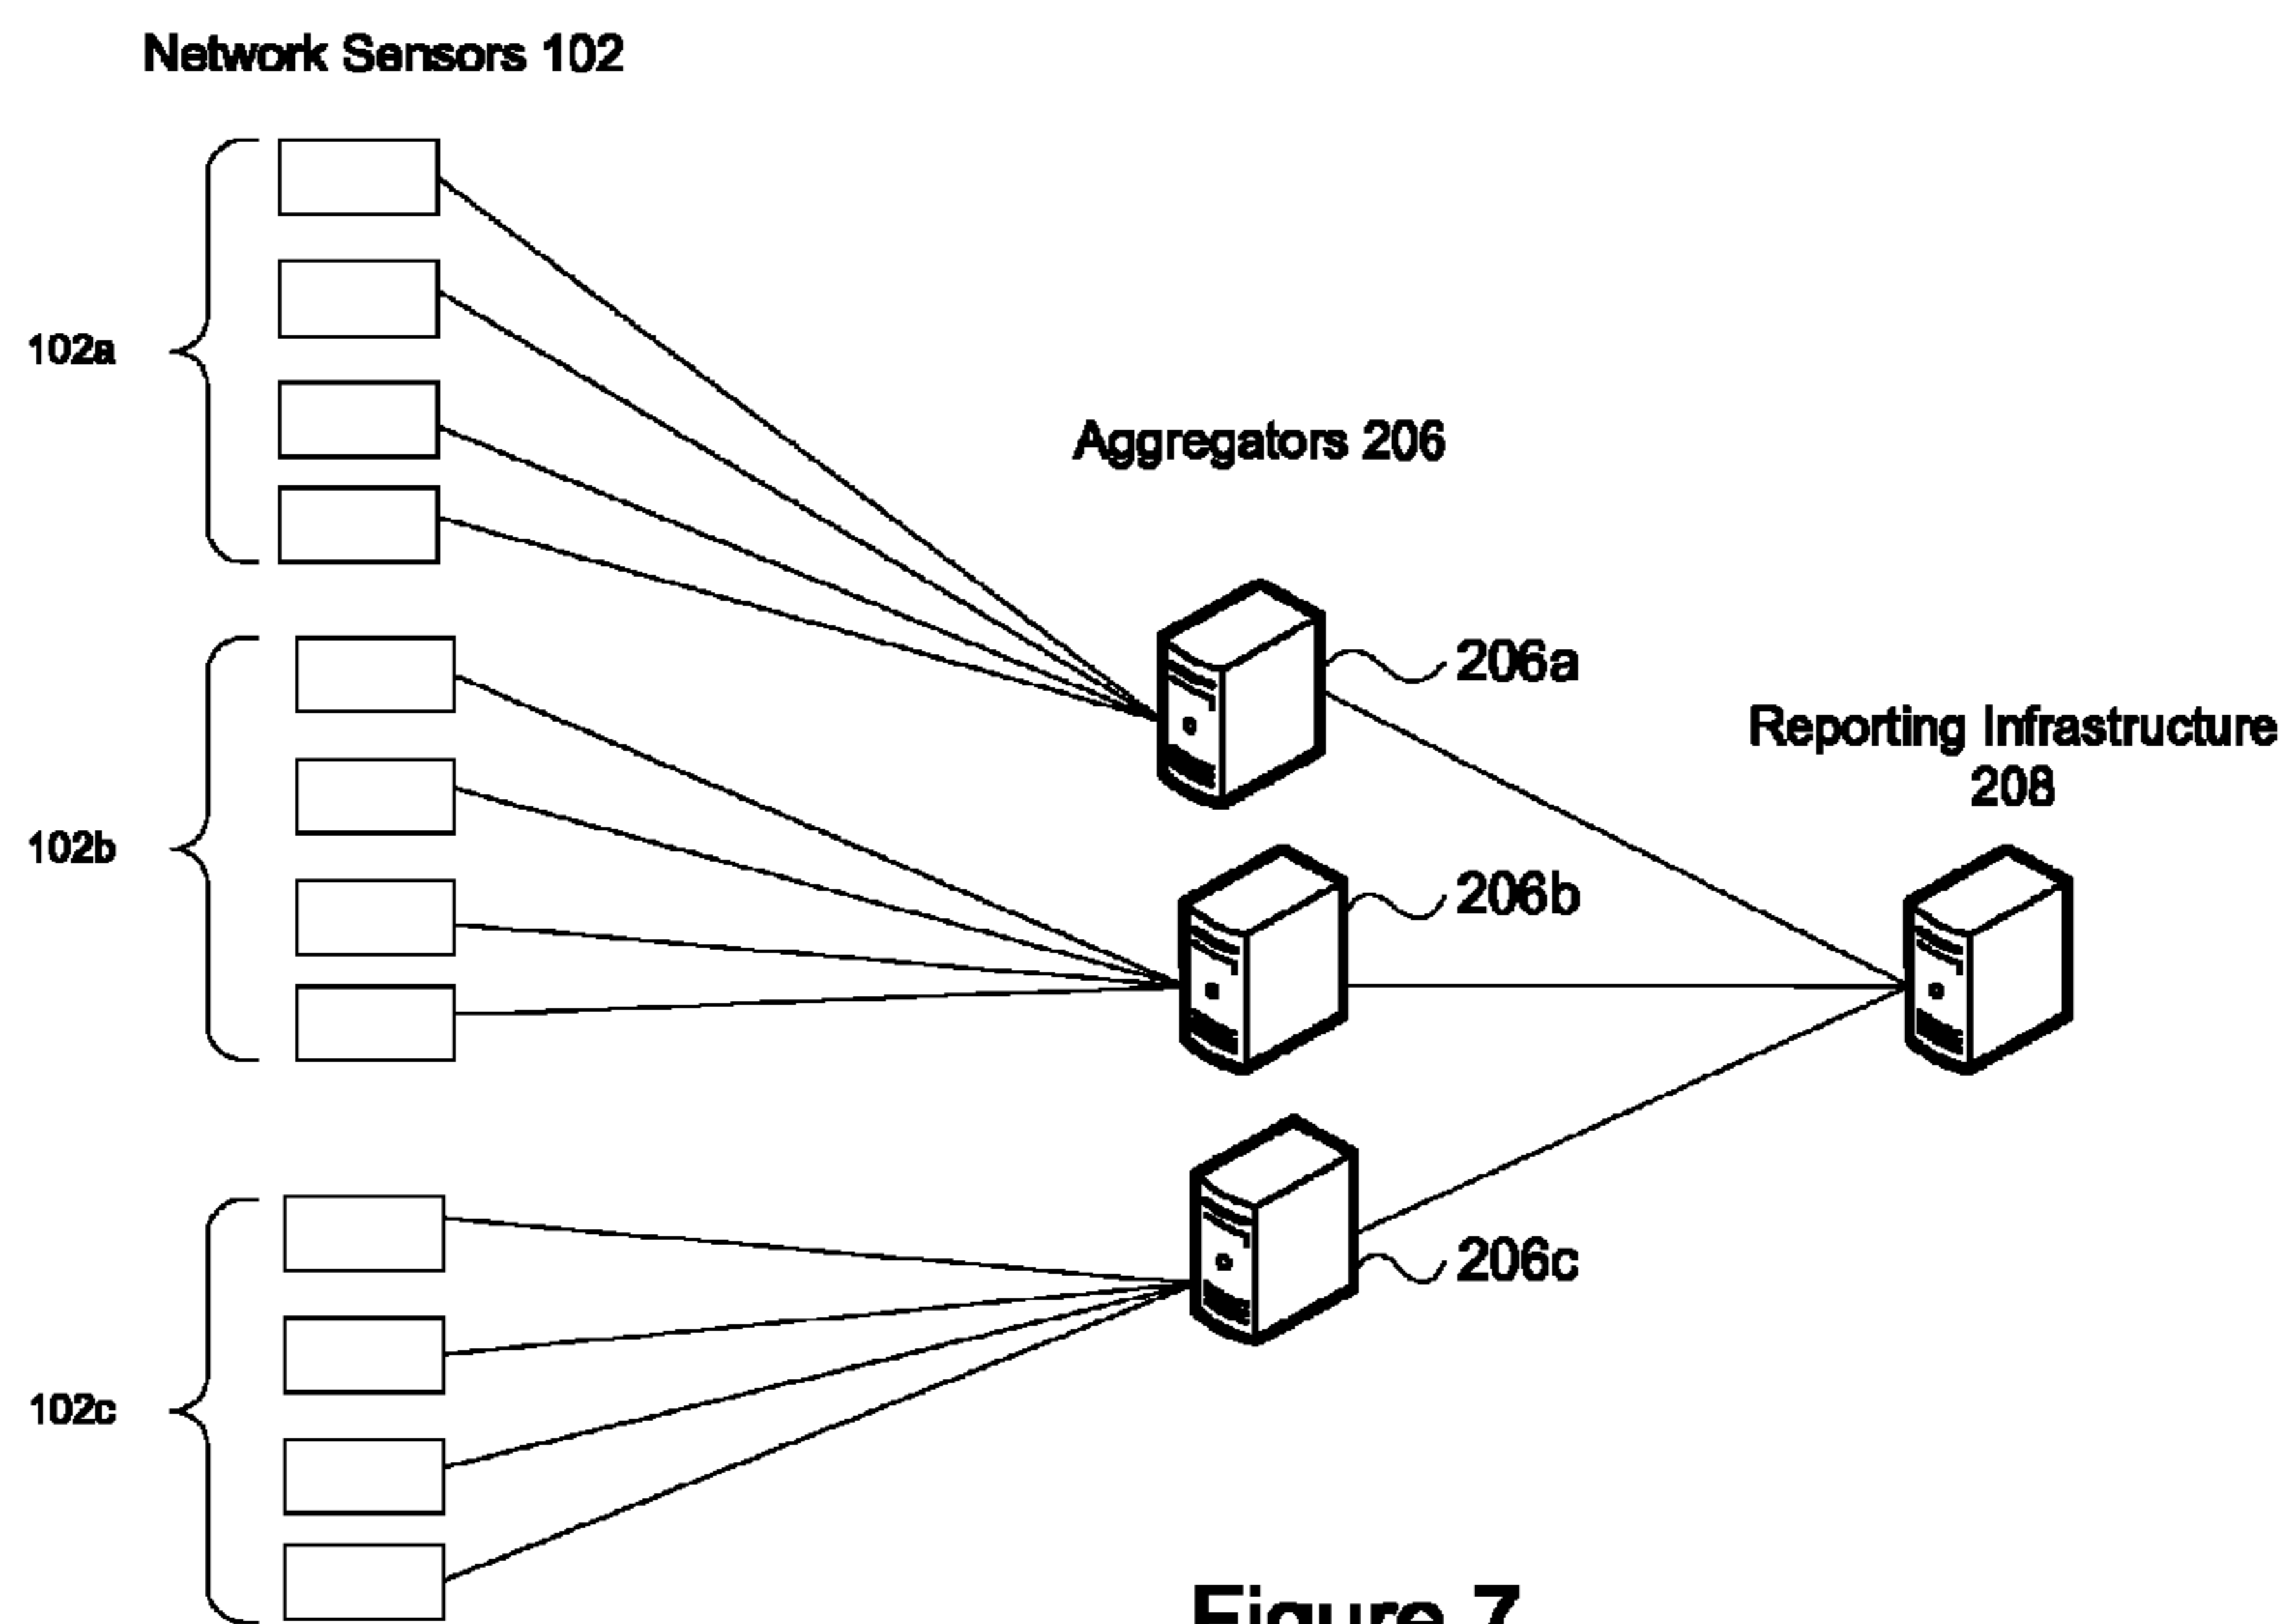 Network Sensors 102
102a
Aggregators 206
206a
Reporting Infrastructure
208
102b
206b
206c
102c
Figure 7